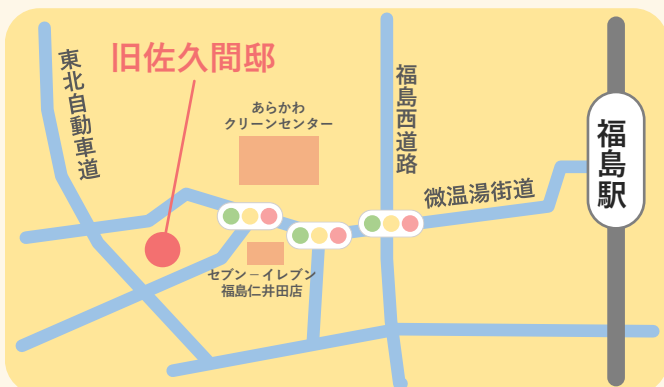 旧佐久間邸
東北自動車道
あらかわ
クリーンセンター
福島西道路
微温湯街道
福島駅
セブン−イレブン
福島仁井田店